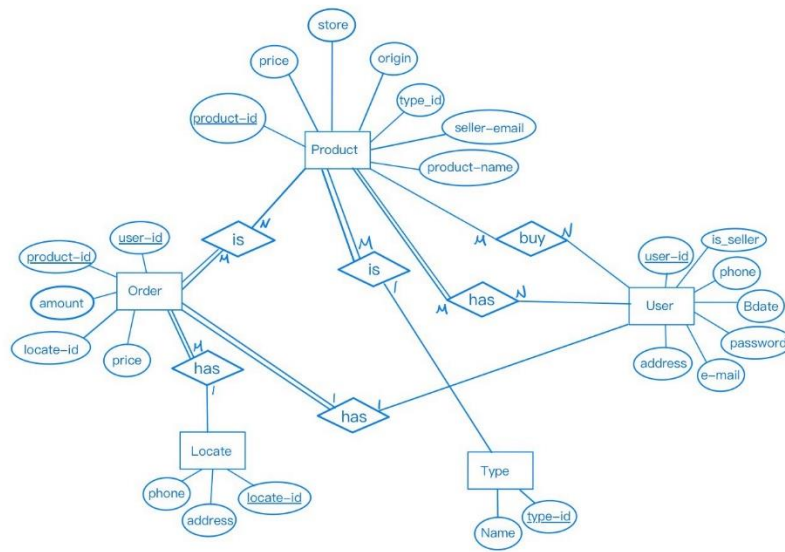 store
price
origin
product-id
type_id
seller-email
Product
product-name
is
N
M
M
is
1
M
buy
N
has
M
N
user-id
product-id
Order
amount
locate-id
price
user-id
is_seller
phone
User
Bdate
password
address
e-mail
M
has
1
1
has
1
Locate
phone
address
locate-id
Type
Name
type-id